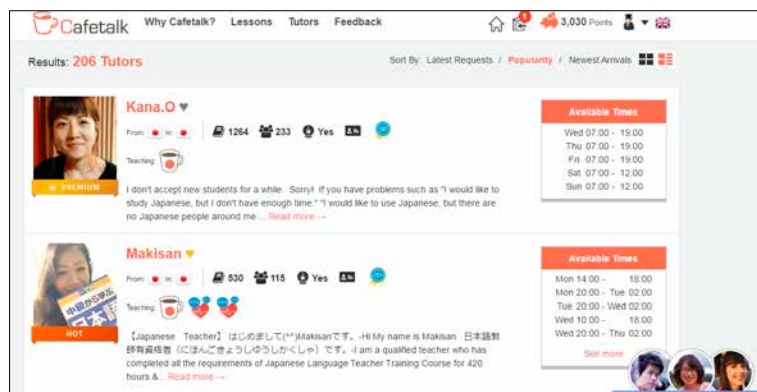 Cafetalk Why Cafetalk? Lessons Tutors Feedback 1 3,030 Points
Results: 206 Tutors Sort By: Latest Requests / Popularity / Newest Arrivals
Kana.O
From: in: 1264 233 Yes
Teaching:
PREMIUM
I don't accept new students for a while. Sorry! If you have problems such as "I would like to
study Japanese, but I don't have enough time." "I would like to use Japanese, but there are
no Japanese people around me.... Read more →
Available Times
Wed 07:00 - 19:00
Thu 07:00 - 19:00
Fri 07:00 - 19:00
Sat 07:00 - 12:00
Sun 07:00 - 12:00
Makisan
From: in: 530 115 Yes
Teaching:
HOT
【Japanese Teacher】 はじめまして(^^)Makisanです。-Hi My name is Makisan. 日本語教
師有資格者（にほんごきょうしゆうしかくしゃ）です。-I am a qualified teacher who has
completed all the requirements of Japanese Language Teacher Training Course for 420
hours &... Read more →
Available Times
Mon 14:00 - 18:00
Mon 20:00 - Tue 02:00
Tue 20:00 - Wed 02:00
Wed 10:00 - 18:00
Wed 20:00 - Thu 02:00
See more